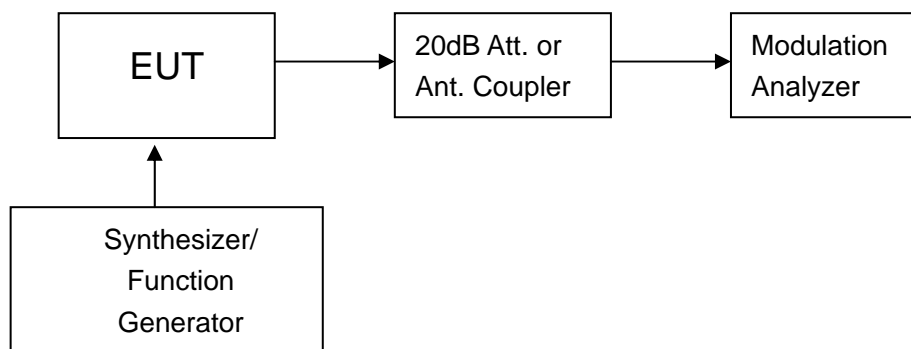 EUT
20dB Att. or
Ant. Coupler
Modulation
Analyzer
Synthesizer/
Function
Generator